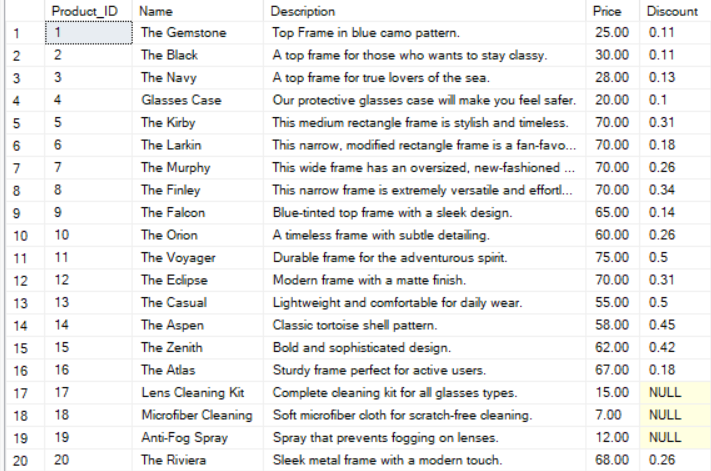 Product_ID Name Description Price Discount
1 1 The Gemstone Top Frame in blue camo pattern. 25.00 0.11
2 2 The Black A top frame for those who wants to stay classy. 30.00 0.11
3 3 The Navy A top frame for true lovers of the sea. 28.00 0.13
4 4 Glasses Case Our protective glasses case will make you feel safer. 20.00 0.1
5 5 The Kirby This medium rectangle frame is stylish and timeless. 70.00 0.31
6 6 The Larkin This narrow, modified rectangle frame is a fan-favo... 70.00 0.18
7 7 The Murphy This wide frame has an oversized, new-fashioned ... 70.00 0.26
8 8 The Finley This narrow frame is extremely versatile and effortl... 70.00 0.34
9 9 The Falcon Blue-tinted top frame with a sleek design. 65.00 0.14
10 10 The Orion A timeless frame with subtle detailing. 60.00 0.26
11 11 The Voyager Durable frame for the adventurous spirit. 75.00 0.5
12 12 The Eclipse Modern frame with a matte finish. 70.00 0.31
13 13 The Casual Lightweight and comfortable for daily wear. 55.00 0.5
14 14 The Aspen Classic tortoise shell pattern. 58.00 0.45
15 15 The Zenith Bold and sophisticated design. 62.00 0.42
16 16 The Atlas Sturdy frame perfect for active users. 67.00 0.18
17 17 Lens Cleaning Kit Complete cleaning kit for all glasses types. 15.00 NULL
18 18 Microfiber Cleaning Soft microfiber cloth for scratch-free cleaning. 7.00 NULL
19 19 Anti-Fog Spray Spray that prevents fogging on lenses. 12.00 NULL
20 20 The Riviera Sleek metal frame with a modern touch. 68.00 0.26